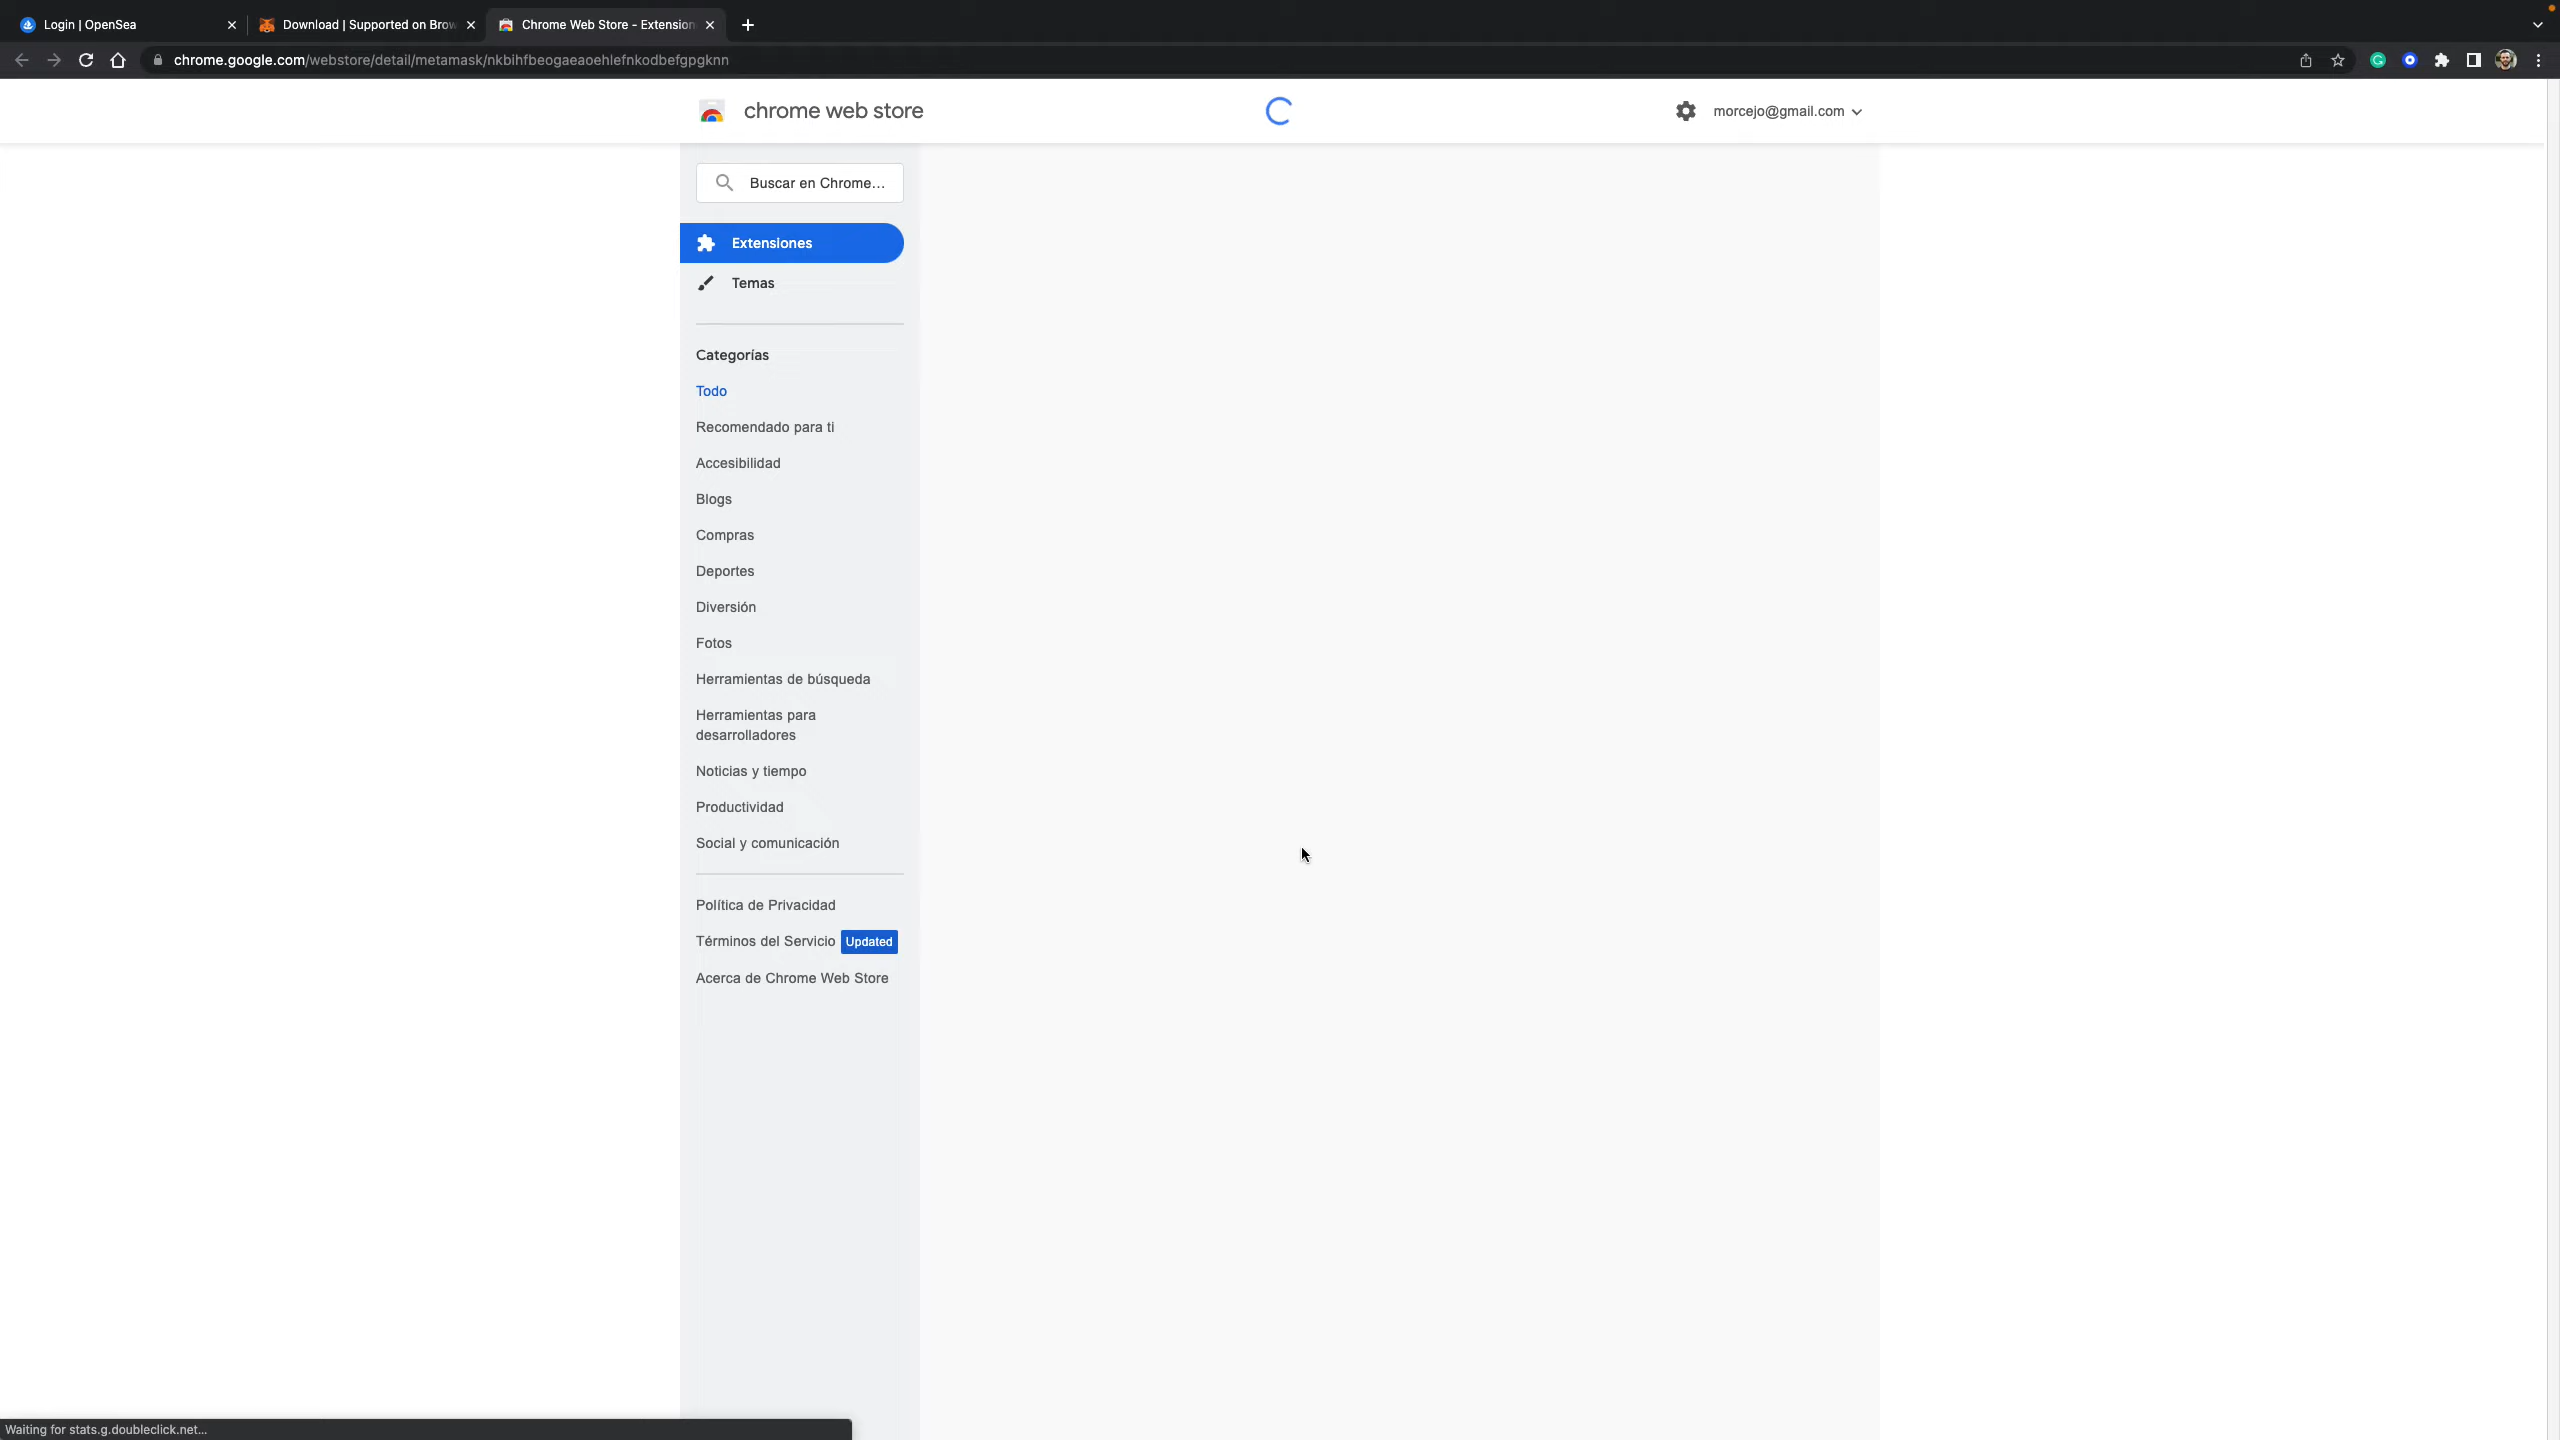 Login | OpenSea
Download | Supported on Brow
Chrome Web Store - Extension
chrome.google.com/webstore/detail/metamask/nkbihfbeogaeaoehlefnkodbefgpgknn
chrome web store
morcejo@gmail.com
Buscar en Chrome...
Extensiones
Temas
Categorías
Todo
Recomendado para ti
Accesibilidad
Blogs
Compras
Deportes
Diversión
Fotos
Herramientas de búsqueda
Herramientas para
desarrolladores
Noticias y tiempo
Productividad
Social y comunicación
Política de Privacidad
Términos del Servicio Updated
Acerca de Chrome Web Store
Waiting for stats.g.doubleclick.net...